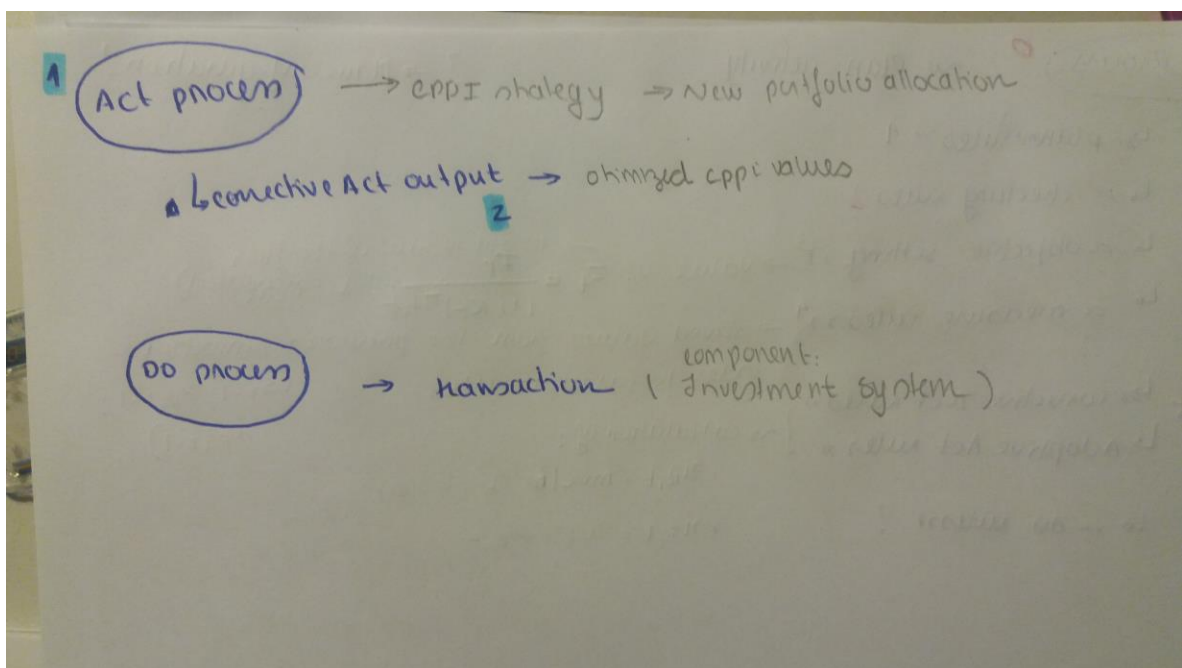 1 Act process → CPPI strategy → New portfolio allocation
↳ corrective Act output → otimized cppi values
2
component:
DO process → transaction ( Investment system )